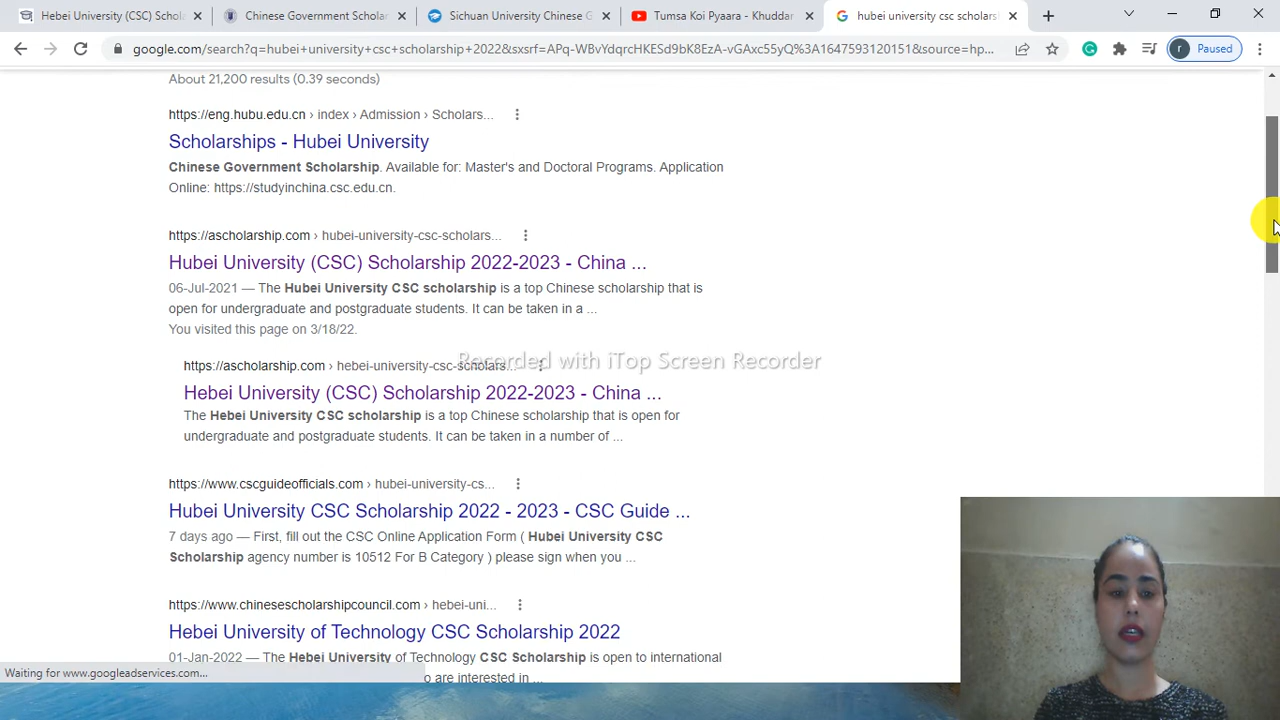 Hebei University (CSC) Schola
Chinese Government Scholar
Sichuan University Chinese G
Tumsa Koi Pyaara - Khuddar
hubei university csc scholars
google.com/search?q=hubei+university+csc+scholarship+2022&sxsrf=APq-WBvYdqrcHKESd9bK8EzA-vGAxc55yQ%3A1647593120151&source=hp...
r Paused
About 21,200 results (0.39 seconds)
https://eng.hubu.edu.cn › index › Admission › Scholars...
Scholarships - Hubei University
Chinese Government Scholarship. Available for: Master's and Doctoral Programs. Application
Online: https://studyinchina.csc.edu.cn.
https://ascholarship.com › hubei-university-csc-scholars...
Hubei University (CSC) Scholarship 2022-2023 - China ...
06-Jul-2021 — The Hubei University CSC scholarship is a top Chinese scholarship that is
open for undergraduate and postgraduate students. It can be taken in a ...
You visited this page on 3/18/22.
https://ascholarship.com › hebei-university-csc-scholars...
Recorded with iTop Screen Recorder
Hebei University (CSC) Scholarship 2022-2023 - China ...
The Hebei University CSC scholarship is a top Chinese scholarship that is open for
undergraduate and postgraduate students. It can be taken in a number of ...
https://www.cscguideofficials.com › hubei-university-cs...
Hubei University CSC Scholarship 2022 - 2023 - CSC Guide ...
7 days ago — First, fill out the CSC Online Application Form ( Hubei University CSC
Scholarship agency number is 10512 For B Category ) please sign when you ...
https://www.chinesescholarshipcouncil.com › hebei-uni...
Hebei University of Technology CSC Scholarship 2022
01-Jan-2022 — The Hebei University of Technology CSC Scholarship is open to international
Waiting for www.googleadservices.com...
o are interested in ...